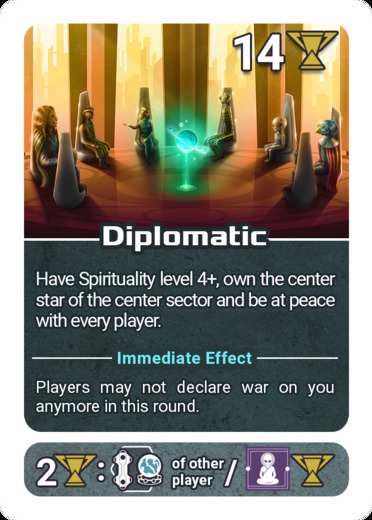 14
Diplomatic
Have Spirituality level 4+, own the center
star of the center sector and be at peace
with every player.
Immediate Effect
Players may not declare war on you
anymore in this round.
2 : of other player /